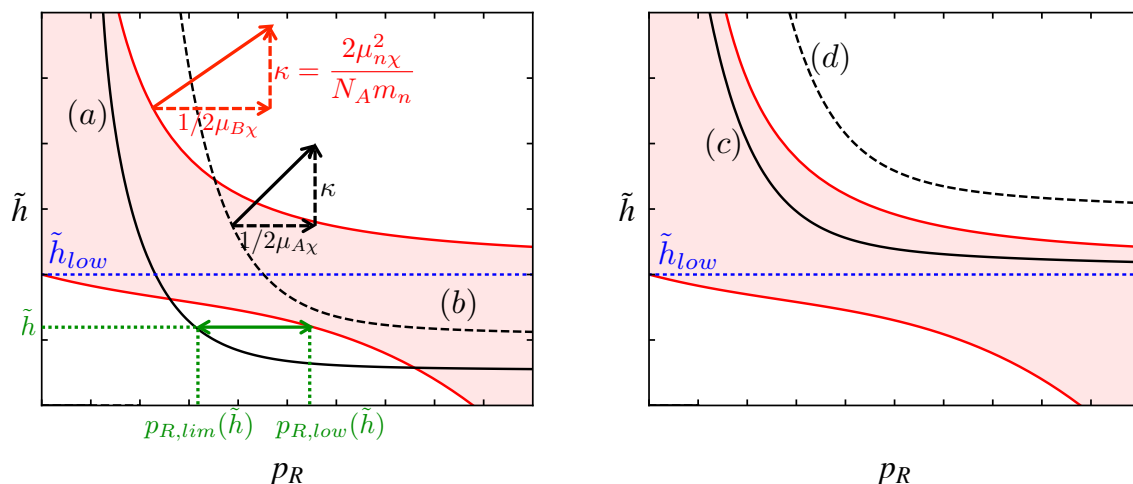 (a)
κ = 2μ²_{nχ} / N_A m_n
1/2μ_{Bχ}
κ
1/2μ_{Aχ}
h̃
h̃_{low}
(b)
h̃
p_{R,lim}(h̃)
p_{R,low}(h̃)
p_R
(d)
(c)
h̃
h̃_{low}
p_R